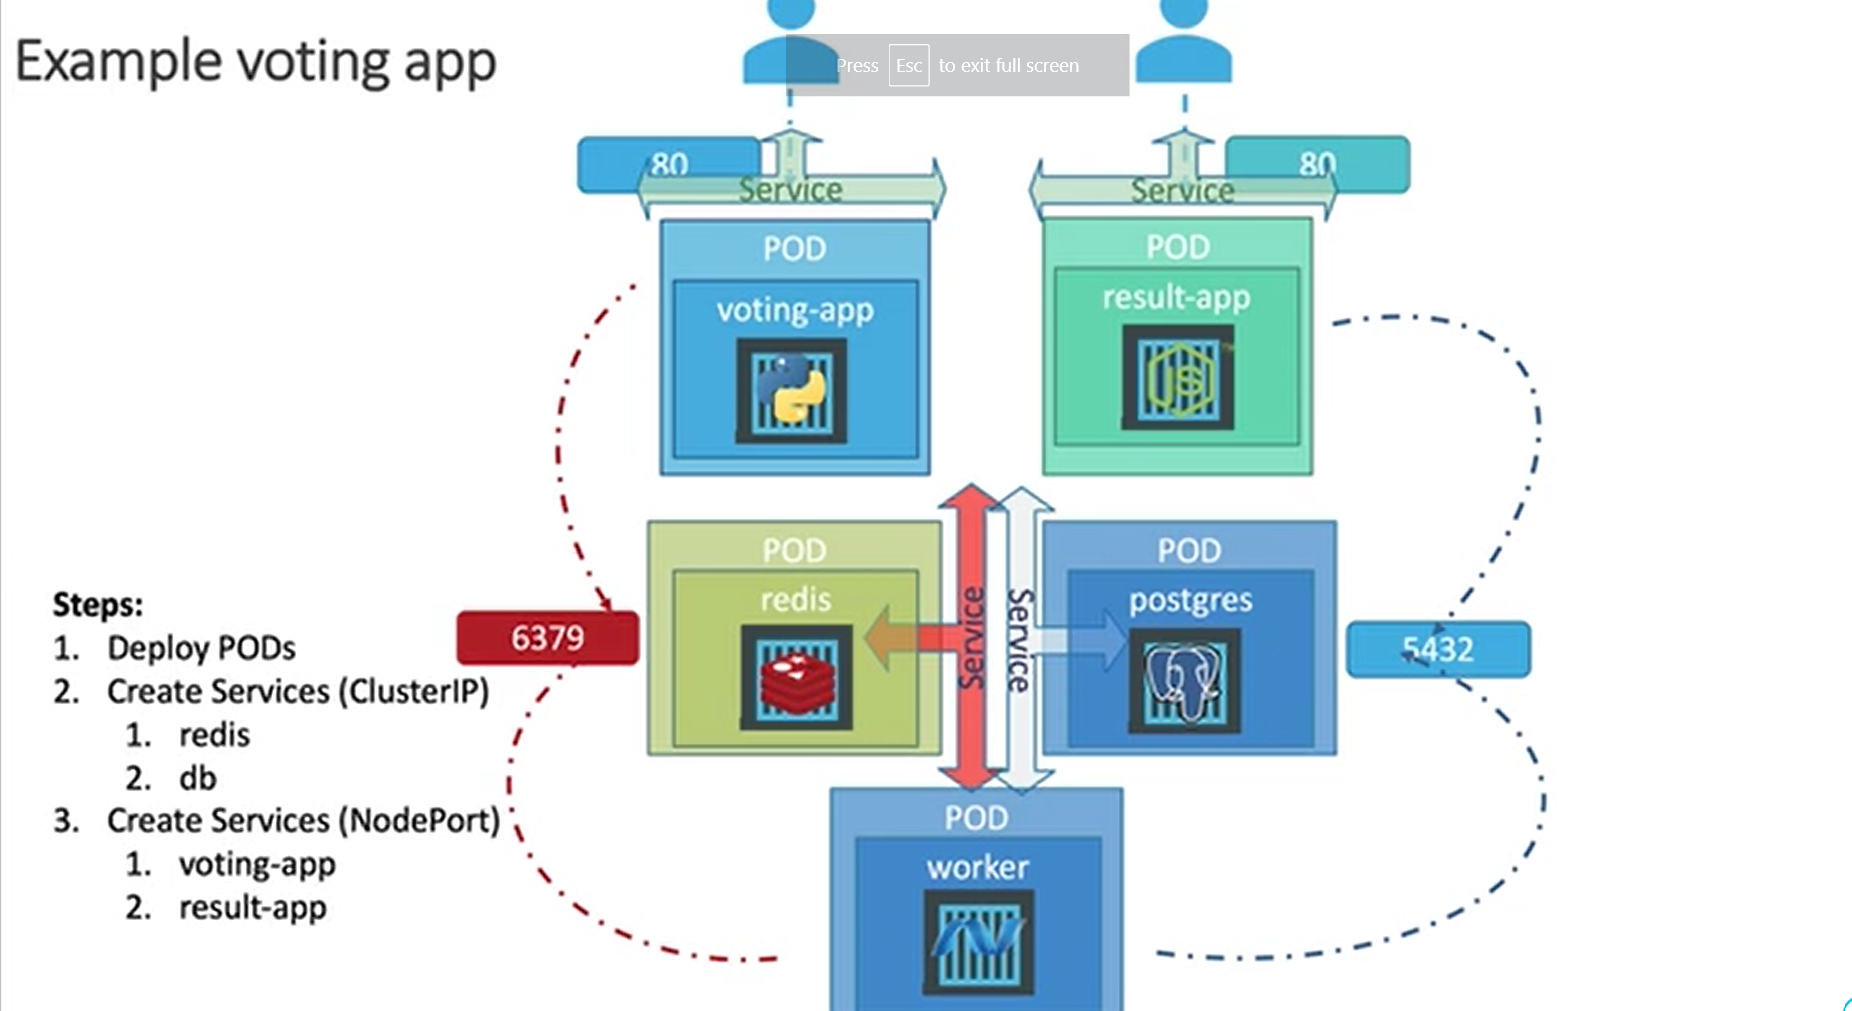 Example voting app
Press Esc to exit full screen
80
Service
80
Service
POD
voting-app
POD
result-app
JS
™
POD
redis
Service
Service
POD
postgres
6379
5432
Steps:
1. Deploy PODs
2. Create Services (ClusterIP)
1. redis
2. db
3. Create Services (NodePort)
1. voting-app
2. result-app
POD
worker